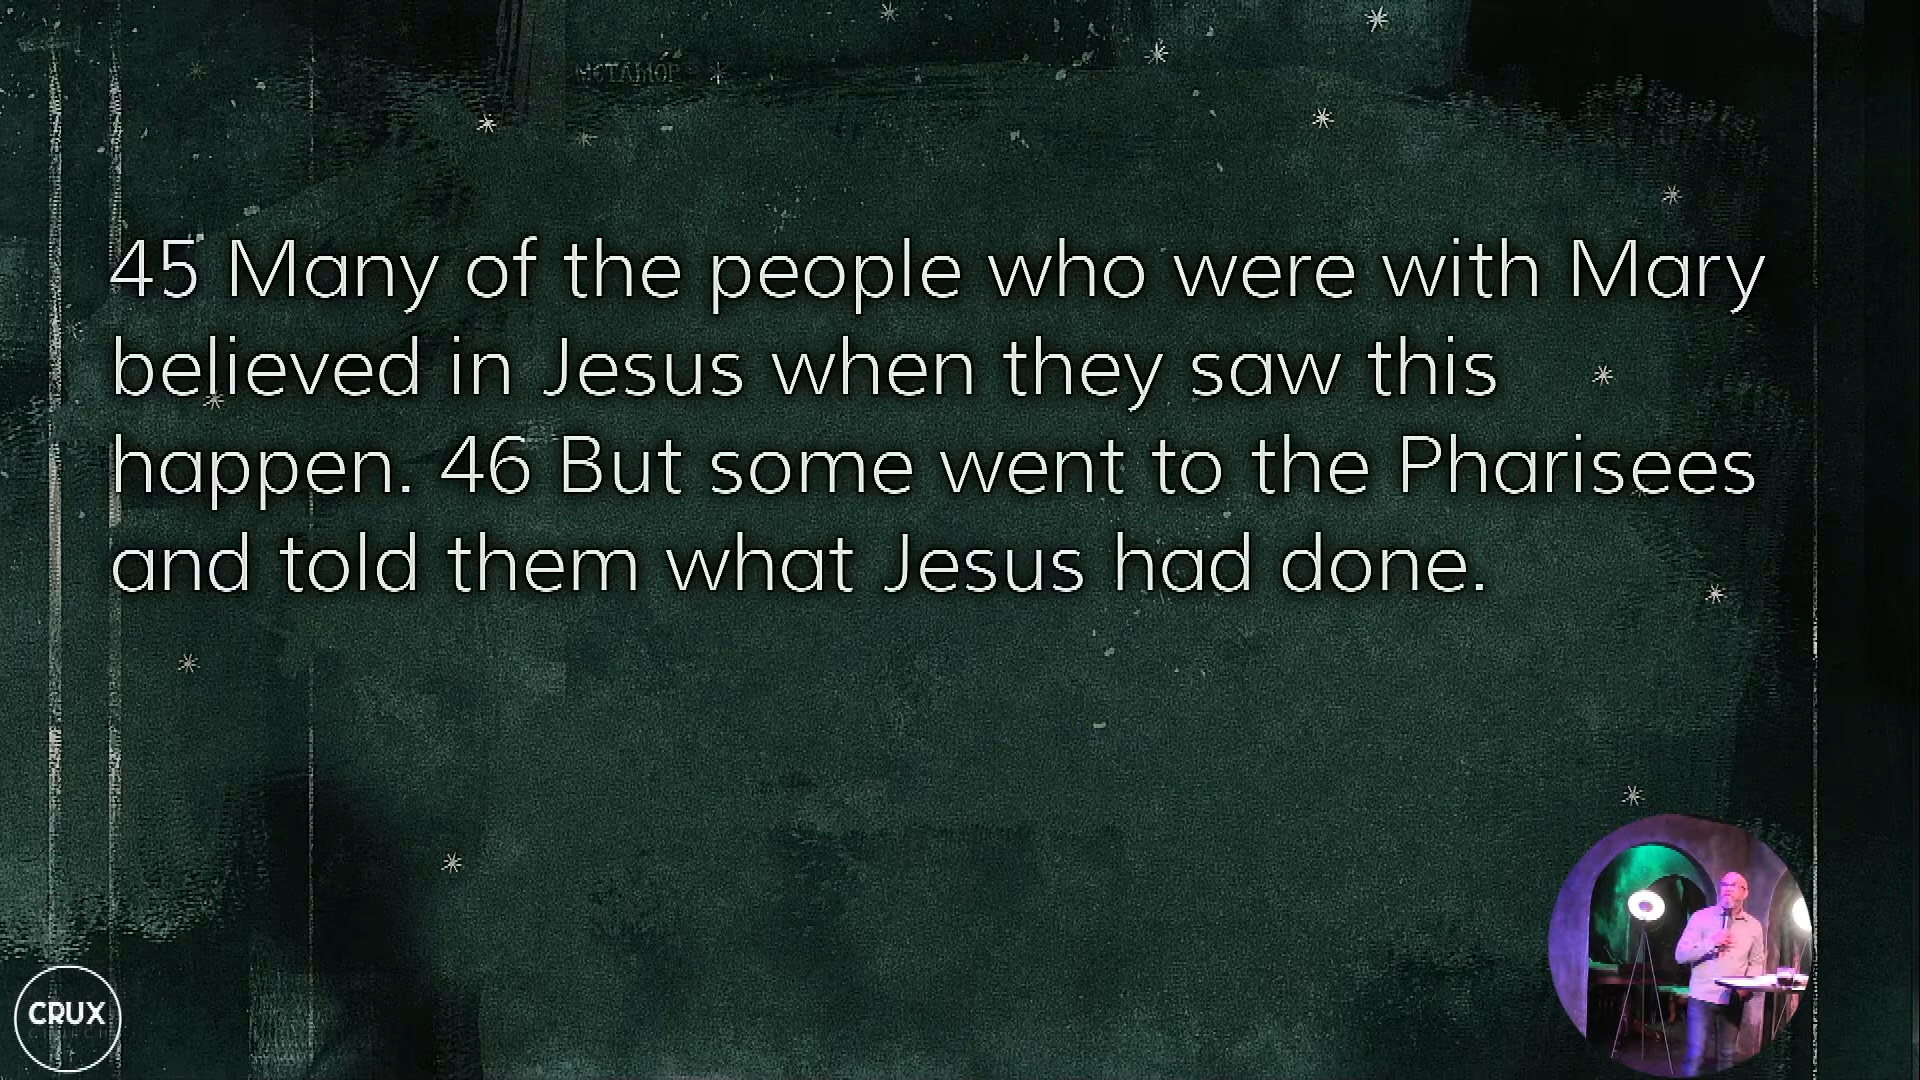 45 Many of the people who were with Mary
believed in Jesus when they saw this
happen. 46 But some went to the Pharisees
and told them what Jesus had done.
CRUX